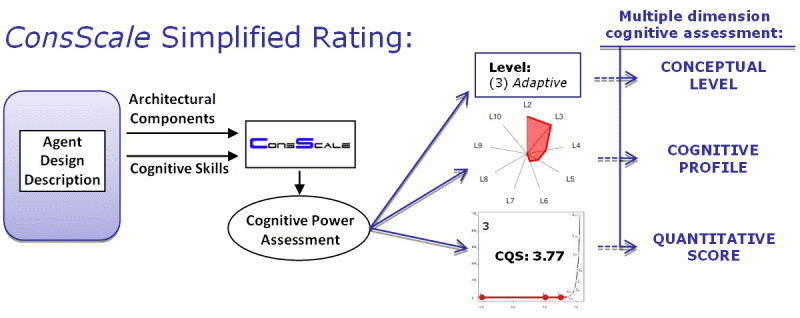 ConsScale Simplified Rating:
Multiple dimension
cognitive assessment:
Agent
Design
Description
Architectural
Components
Cognitive Skills
ConsScale
Cognitive Power
Assessment
Level:
(3) Adaptive
L2
L3
L4
L5
L6
L7
L8
L9
L10
3
CQS: 3.77
CONCEPTUAL
LEVEL
COGNITIVE
PROFILE
QUANTITATIVE
SCORE